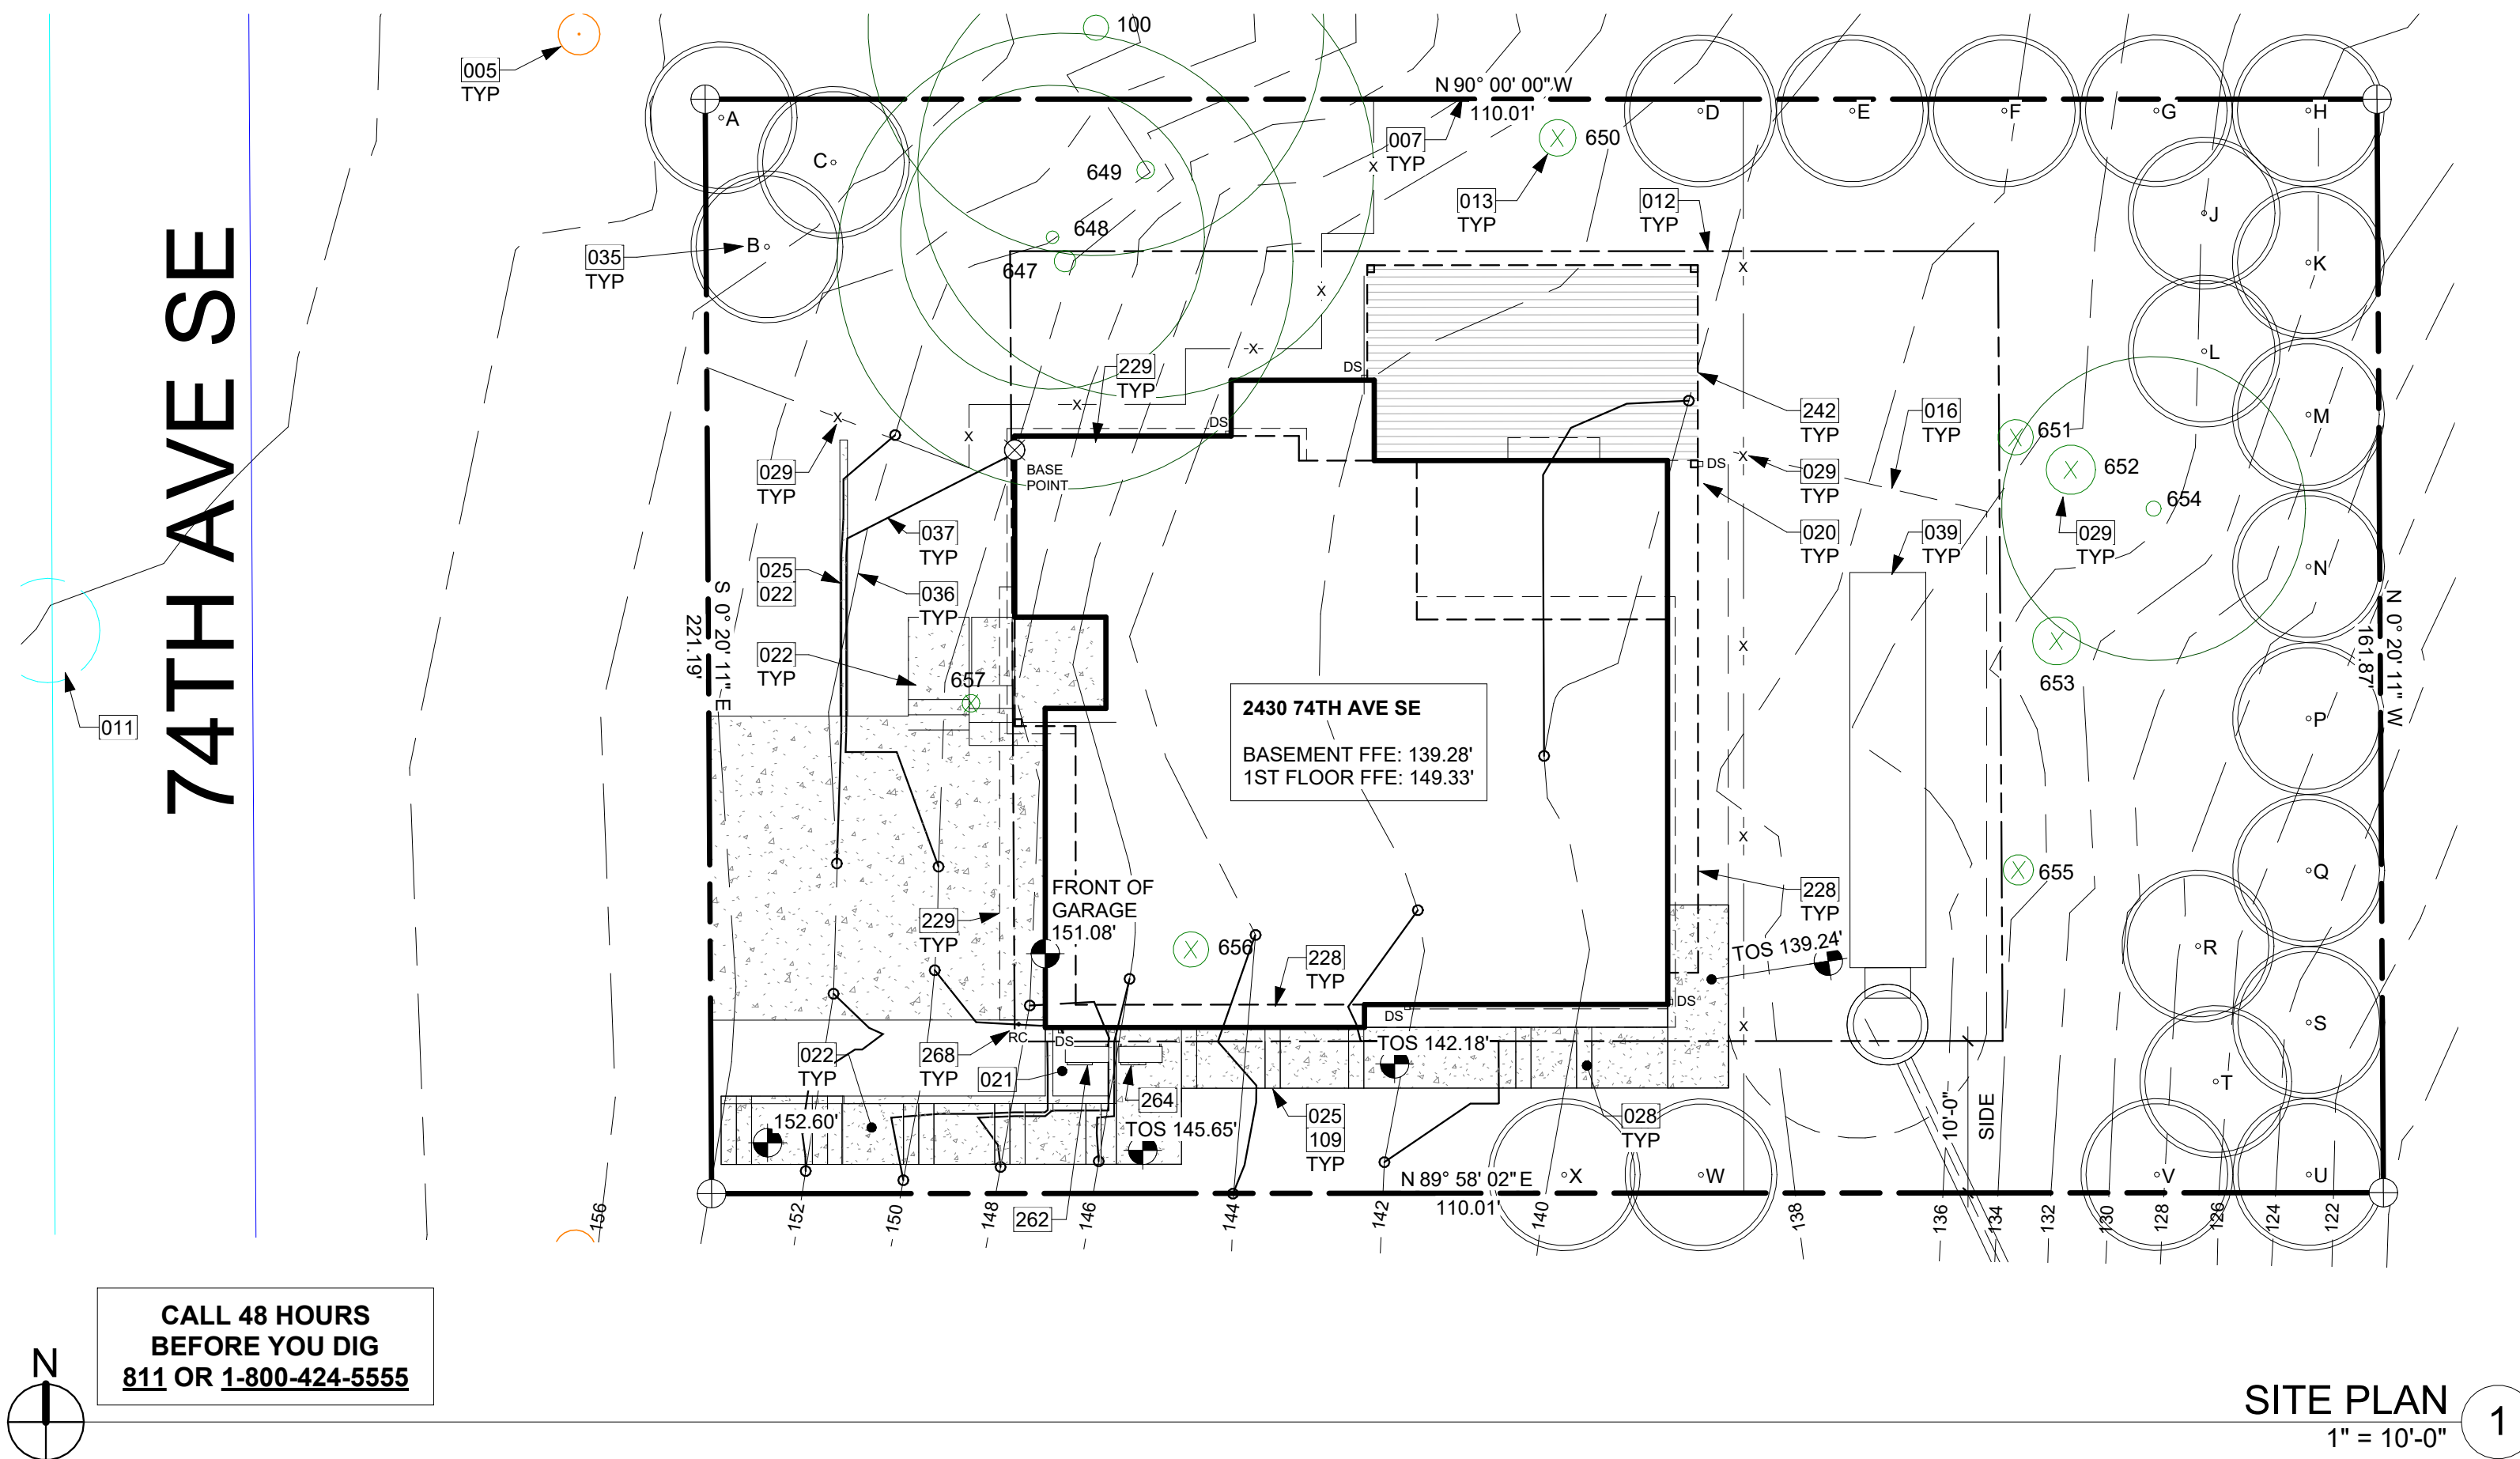 100
005
TYP
N 90° 00' 00" W
110.01'
A
D
E
F
G
H
007
TYP
650
C
649
013
TYP
012
TYP
J
648
035
TYP
B
647
K
X
X
X
X
X
229
TYP
DS
L
X
X
DS
X
242
TYP
016
TYP
M
651
652
029
TYP
BASE
POINT
DS
X
029
TYP
654
037
TYP
020
TYP
039
TYP
029
TYP
025
022
036
TYP
N
S 0° 20' 11" E
221.19'
N 0° 20' 11" W
161.87'
022
TYP
657
X
653
74TH AVE SE
2430 74TH AVE SE
BASEMENT FFE: 139.28'
1ST FLOOR FFE: 149.33'
P
011
X
655
Q
FRONT OF
GARAGE
151.08'
228
TYP
229
TYP
656
228
TYP
TOS 139.24'
R
DS
DS
RC
DS
X
S
022
TYP
268
TYP
021
TOS 142.18'
264
T
152.60'
TOS 145.65'
025
109
TYP
028
TYP
10'-0"
SIDE
N 89° 58' 02" E
110.01'
X
W
V
U
262
156
152
150
148
146
144
142
140
138
136
134
132
130
128
126
124
122
CALL 48 HOURS
BEFORE YOU DIG
811 OR 1-800-424-5555
N
SITE PLAN
1" = 10'-0"
1